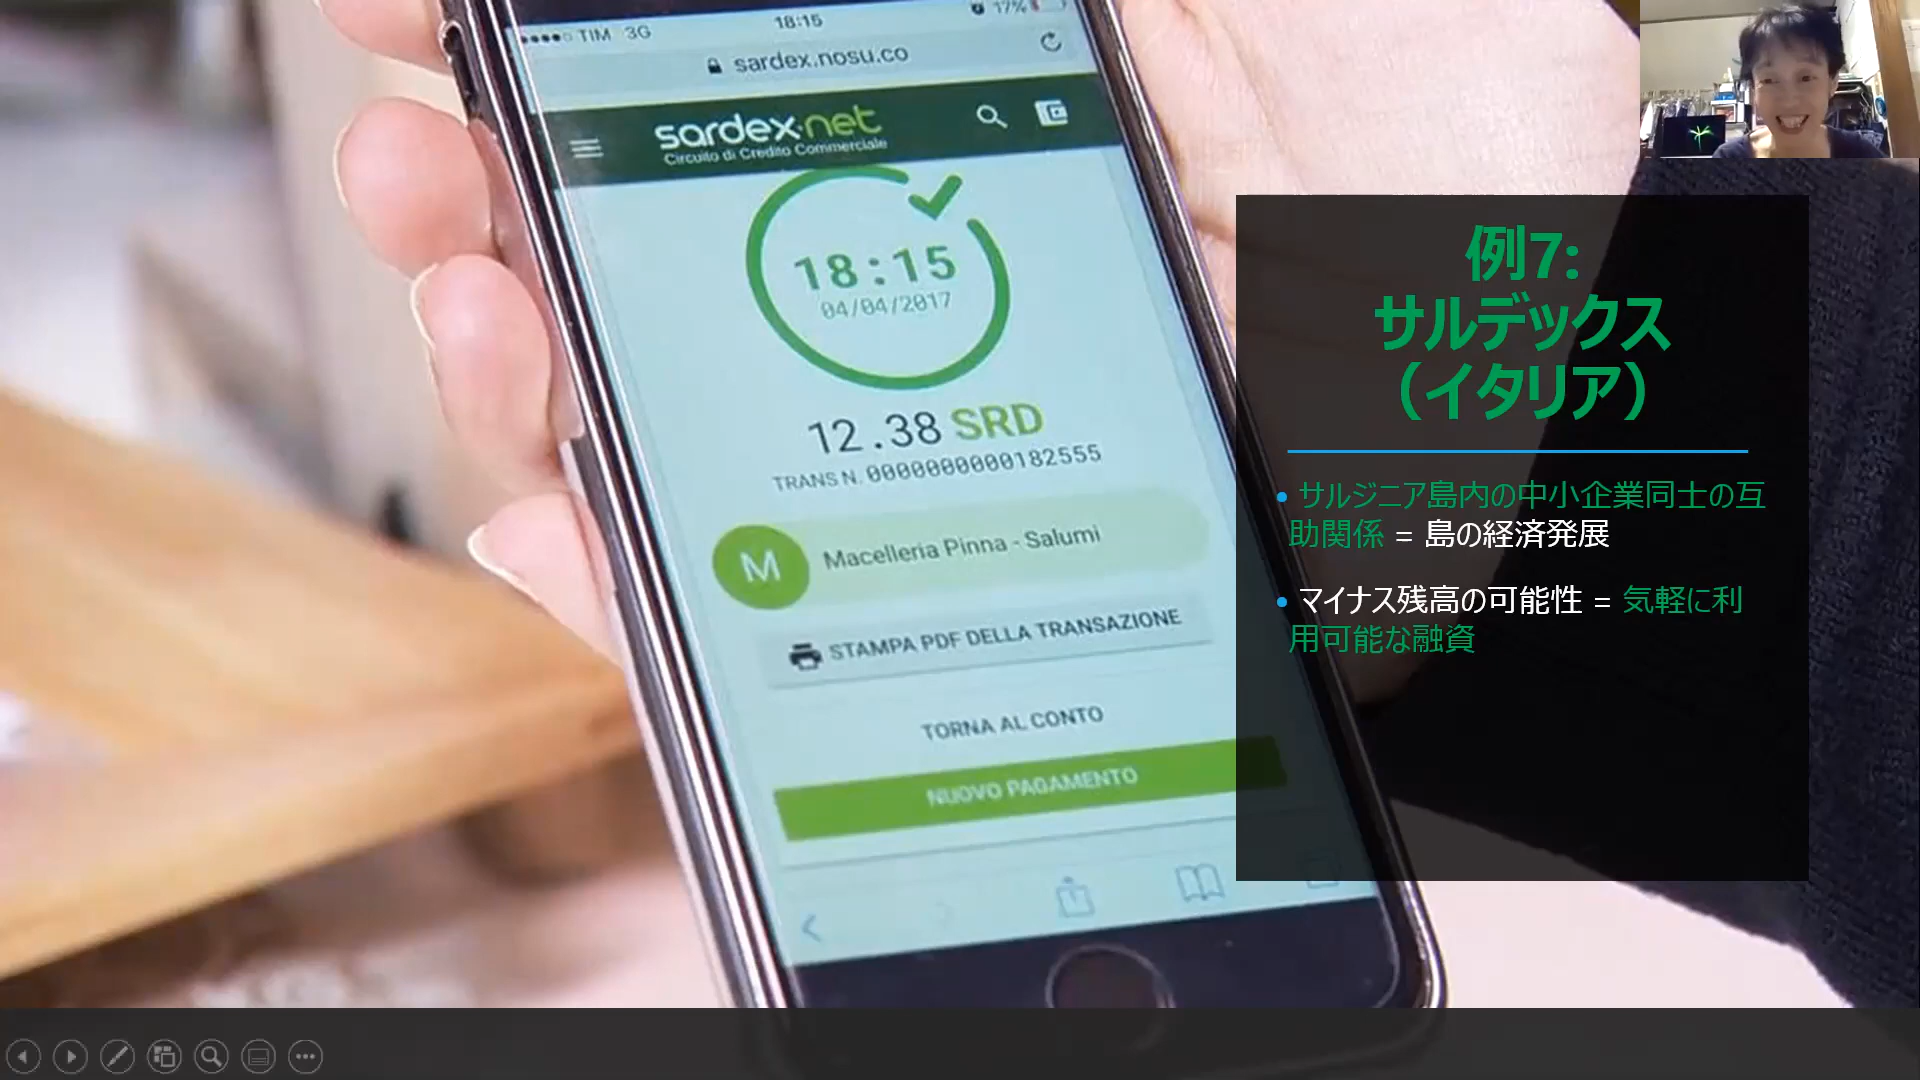 TIM 3G
18:15
17%
sardex.nosu.co
sardex.net
Circuito di Credito Commerciale
18:15
04/04/2017
12.38 SRD
TRANS N. 0000000000182555
M
Macelleria Pinna - Salumi
STAMPA PDF DELLA TRANSAZIONE
TORNA AL CONTO
NUOVO PAGAMENTO
例7:
サルデックス
（イタリア）
• サルジニア島内の中小企業同士の互
助関係 = 島の経済発展
• マイナス残高の可能性 = 気軽に利
用可能な融資